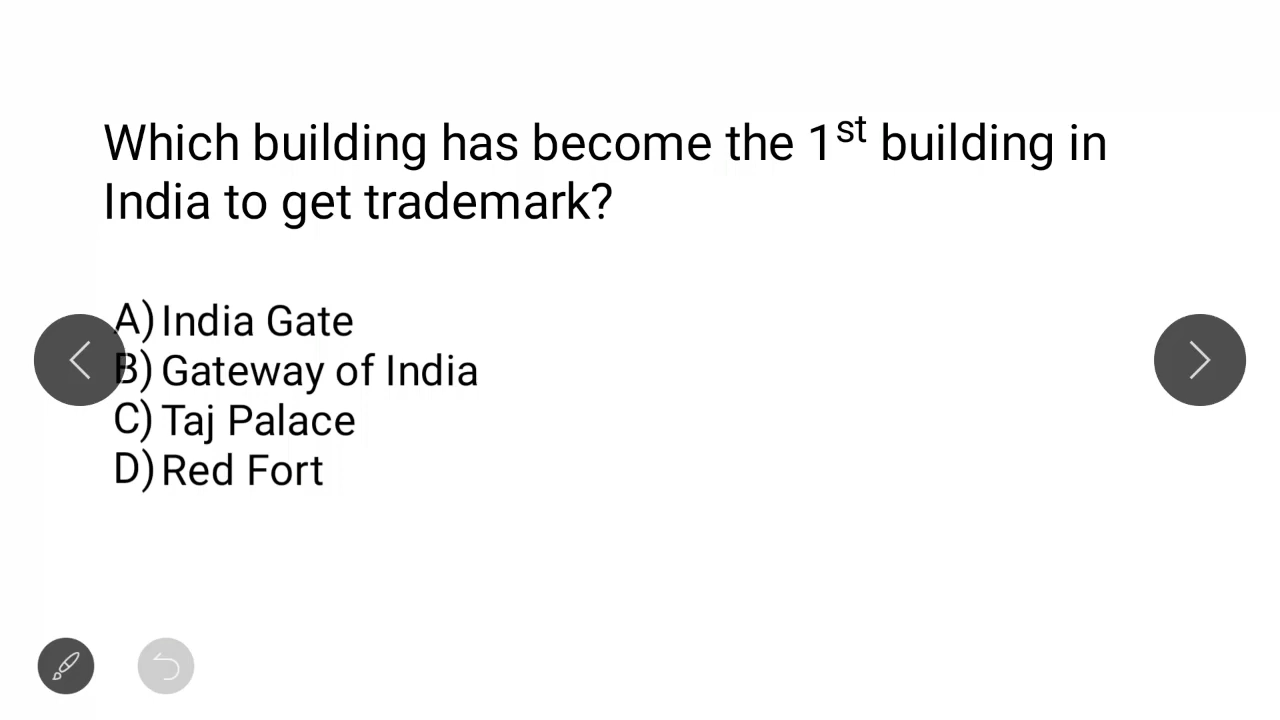 Which building has become the 1st building in
India to get trademark?
A) India Gate
B) Gateway of India
C) Taj Palace
D) Red Fort